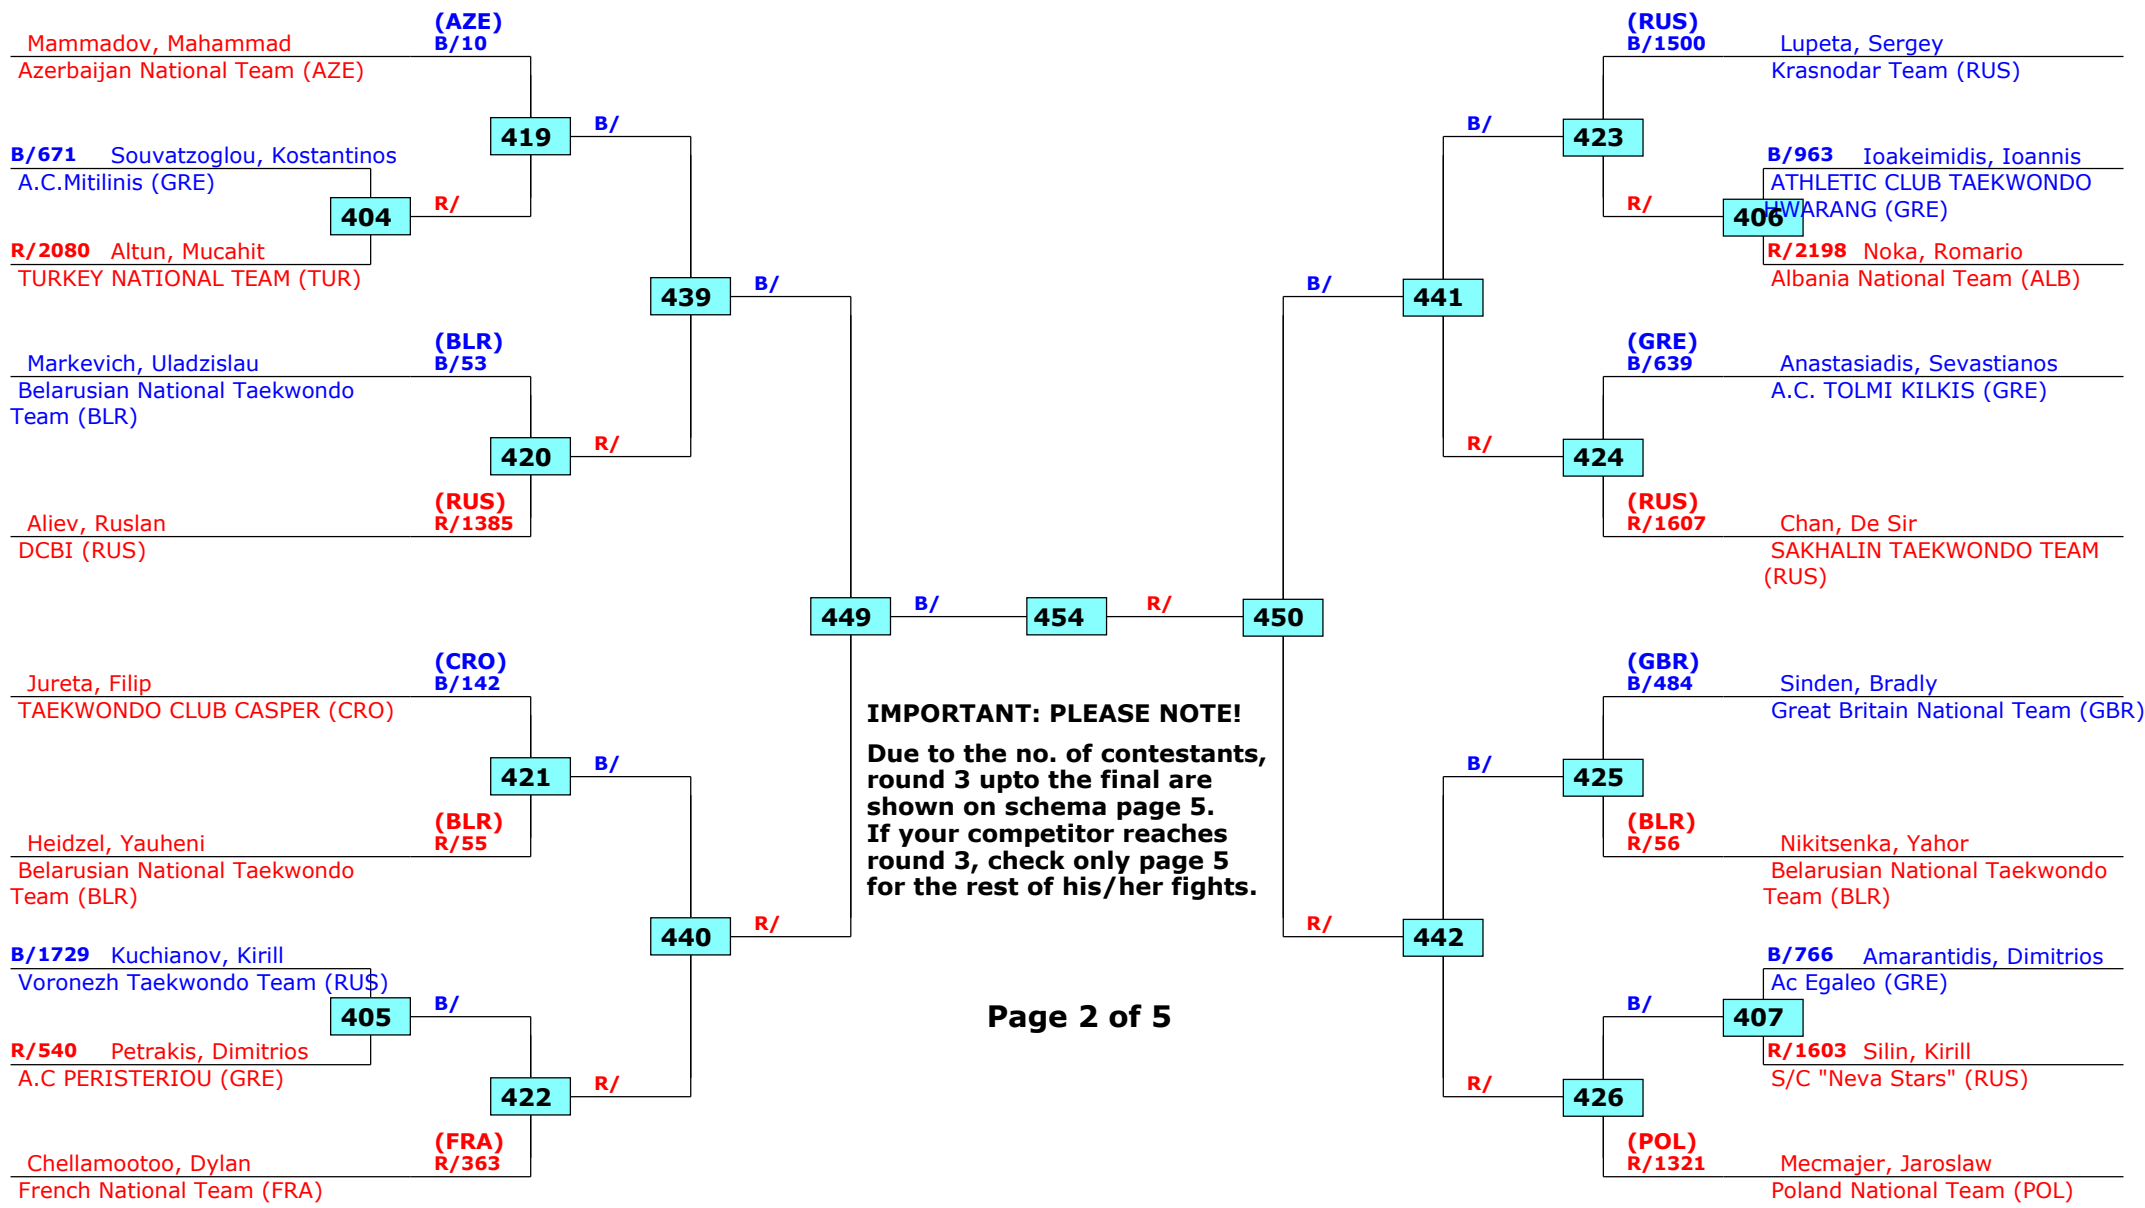 (AZE)
Mammadov, Mahammad B/10
Azerbaijan National Team (AZE)
419 B/
B/671 Souvatzoglou, Kostantinos
A.C.Mitilinis (GRE)
404 R/
R/2080 Altun, Mucahit
TURKEY NATIONAL TEAM (TUR)
439 B/
(BLR)
Markevich, Uladzislau B/53
Belarusian National Taekwondo
Team (BLR)
420 R/
(RUS)
Aliev, Ruslan R/1385
DCBI (RUS)
449 B/ 454 R/ 450
(CRO)
Jureta, Filip B/142
TAEKWONDO CLUB CASPER (CRO)
421 B/
(BLR)
Heidzel, Yauheni R/55
Belarusian National Taekwondo
Team (BLR)
440 R/
B/1729 Kuchianov, Kirill
Voronezh Taekwondo Team (RUS)
405 B/
R/540 Petrakis, Dimitrios
A.C PERISTERIOU (GRE)
422 R/
(FRA)
Chellamootoo, Dylan R/363
French National Team (FRA)
IMPORTANT: PLEASE NOTE!
Due to the no. of contestants,
round 3 upto the final are
shown on schema page 5.
If your competitor reaches
round 3, check only page 5
for the rest of his/her fights.
Page 2 of 5
(RUS)
B/1500 Lupeta, Sergey
Krasnodar Team (RUS)
B/ 423
B/963 Ioakeimidis, Ioannis
ATHLETIC CLUB TAEKWONDO
HWARANG (GRE)
R/ 406
R/2198 Noka, Romario
Albania National Team (ALB)
B/ 441
(GRE)
B/639 Anastasiadis, Sevastianos
A.C. TOLMI KILKIS (GRE)
R/ 424
(RUS)
R/1607 Chan, De Sir
SAKHALIN TAEKWONDO TEAM
(RUS)
(GBR)
B/484 Sinden, Bradly
Great Britain National Team (GBR)
B/ 425
(BLR)
R/56 Nikitsenka, Yahor
Belarusian National Taekwondo
Team (BLR)
R/ 442
B/766 Amarantidis, Dimitrios
Ac Egaleo (GRE)
B/ 407
R/1603 Silin, Kirill
S/C "Neva Stars" (RUS)
R/ 426
(POL)
R/1321 Mecmajer, Jaroslaw
Poland National Team (POL)